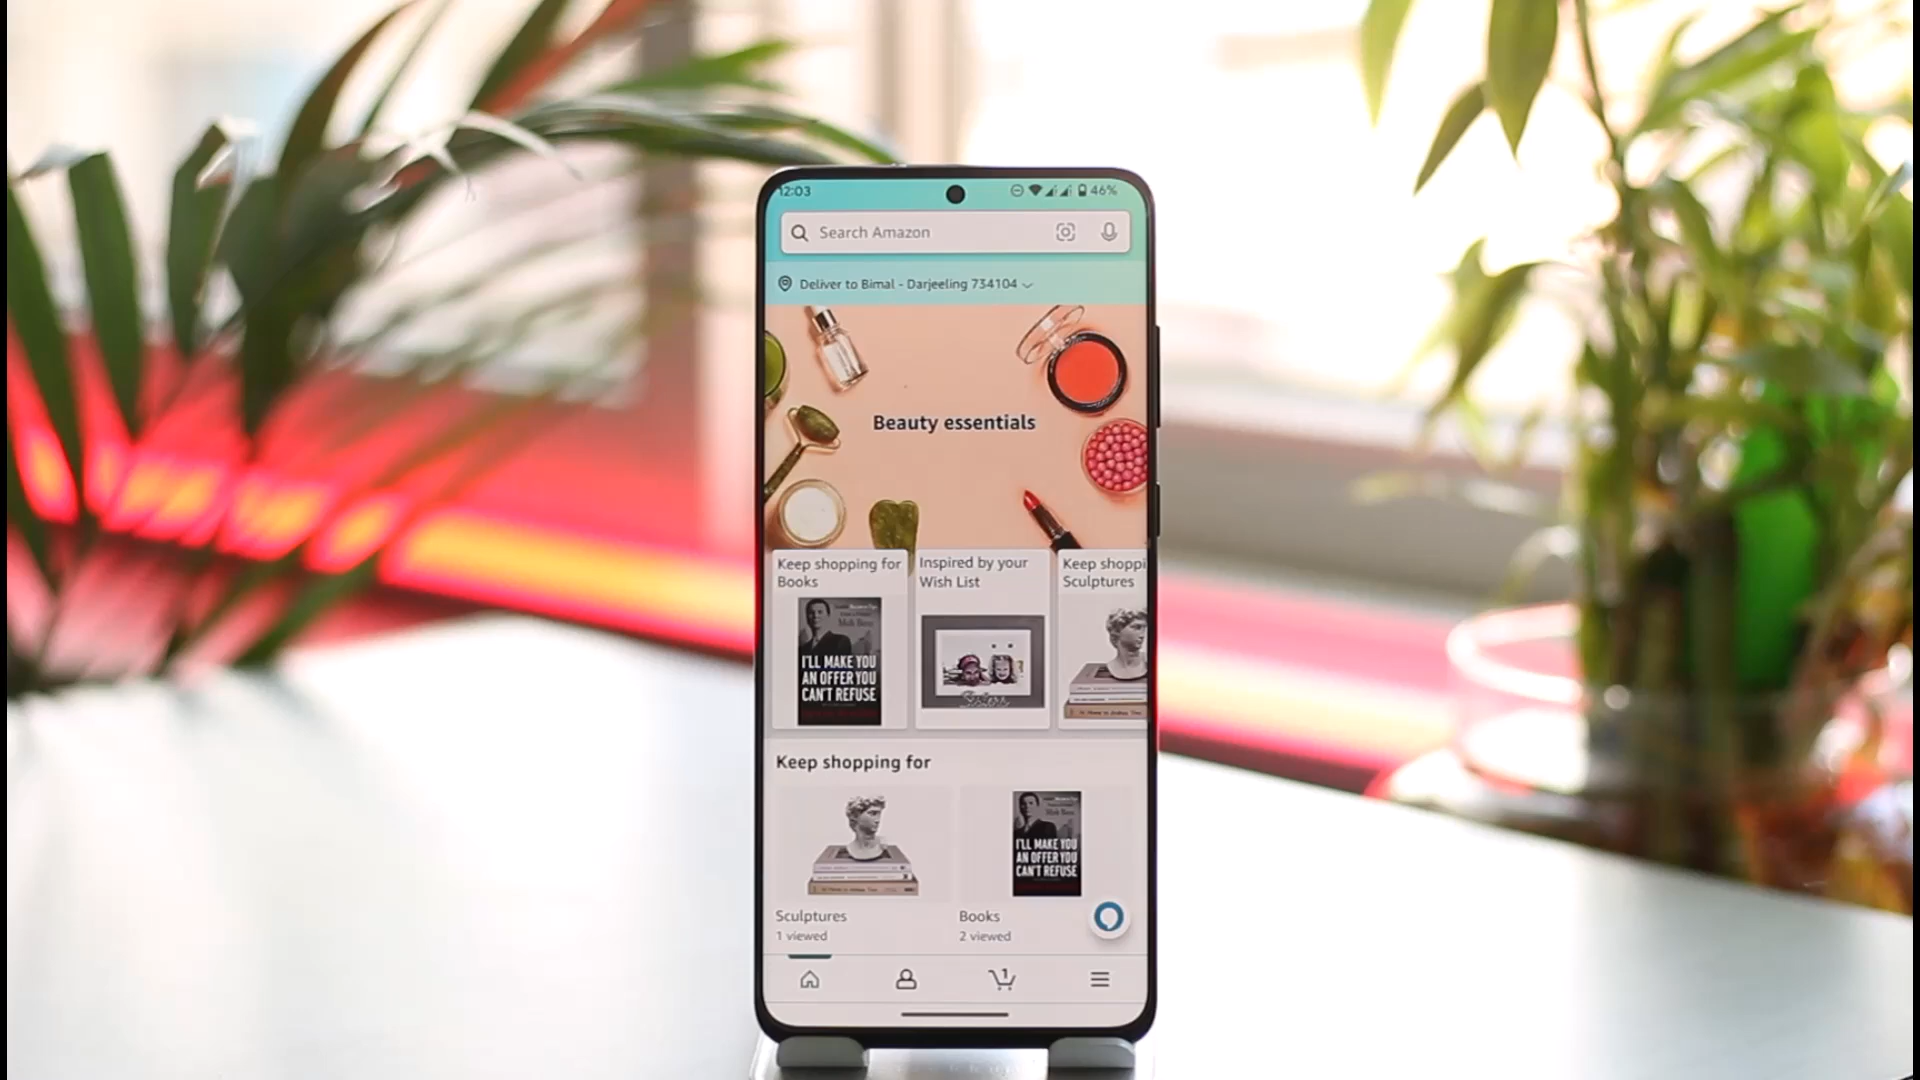 12:03
46%
Search Amazon
Deliver to Bimal - Darjeeling 734104
Beauty essentials
Keep shopping for
Books
Inspired by your
Wish List
Keep shoppi
Sculptures
I'LL MAKE YOU
AN OFFER YOU
CAN'T REFUSE
Sisters
Keep shopping for
I'LL MAKE YOU
AN OFFER YOU
CAN'T REFUSE
Sculptures
1 viewed
Books
2 viewed
1